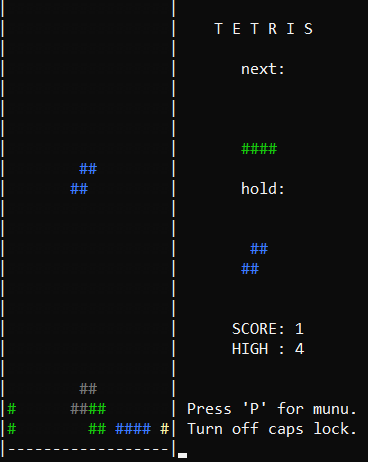 T E T R I S
next:
####
##
##
hold:
##
##
SCORE: 1
HIGH : 4
##
# ####
# ## #### #
Press 'P' for munu.
Turn off caps lock.
|------------------|